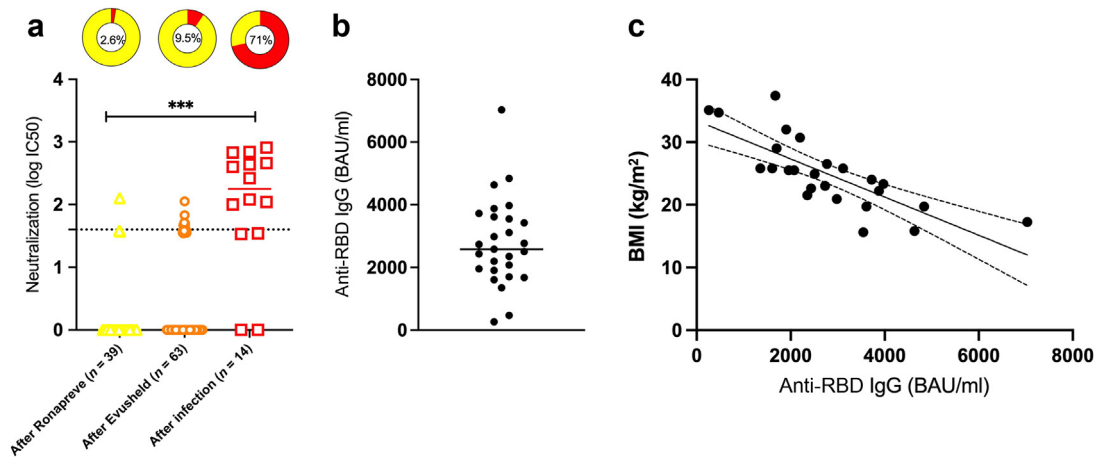 a
b
c
2.6%
9.5%
71%
Neutralization (log IC50)
4
3
2
1
0
***
After Ronapreve (n = 39)
After Evusheld (n = 63)
After infection (n = 14)
Anti-RBD IgG (BAU/ml)
8000
6000
4000
2000
0
BMI (kg/m²)
40
30
20
10
0
0
2000
4000
6000
8000
Anti-RBD IgG (BAU/ml)